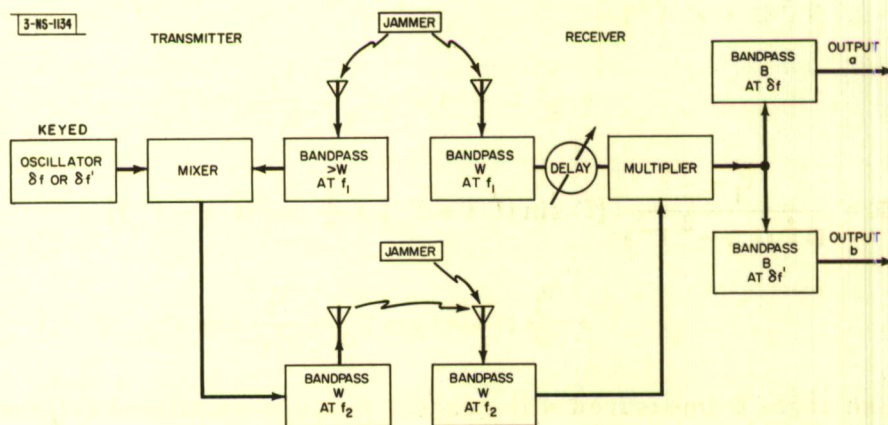 3-NS-1134
TRANSMITTER
JAMMER
RECEIVER
KEYED
OSCILLATOR
δf OR δf'
MIXER
BANDPASS
>W
AT f₁
BANDPASS
W
AT f₁
DELAY
MULTIPLIER
BANDPASS
B
AT δf
OUTPUT
a
BANDPASS
B
AT δf'
OUTPUT
b
JAMMER
BANDPASS
W
AT f₂
BANDPASS
W
AT f₂